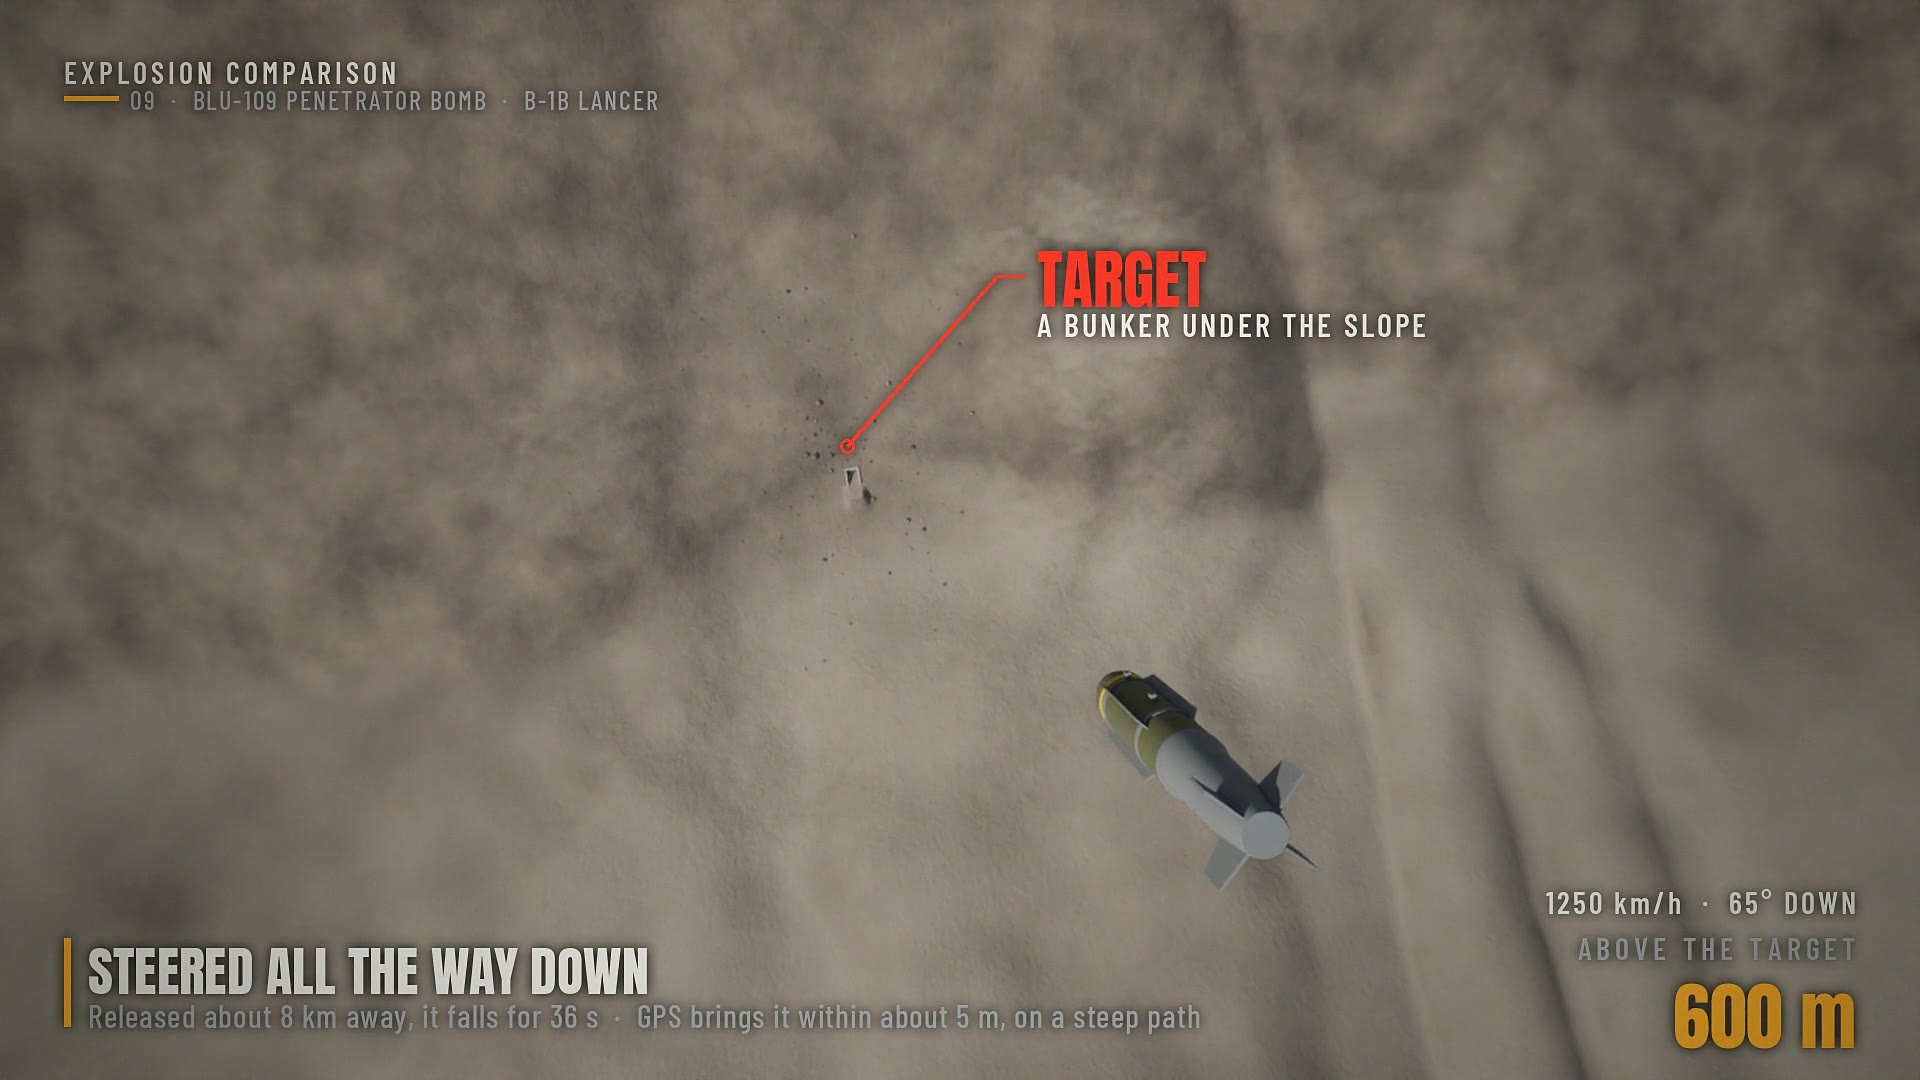 EXPLOSION COMPARISON
09 · BLU-109 PENETRATOR BOMB · B-1B LANCER
TARGET
A BUNKER UNDER THE SLOPE
1250 km/h · 65° DOWN
ABOVE THE TARGET
600 m
STEERED ALL THE WAY DOWN
Released about 8 km away, it falls for 36 s · GPS brings it within about 5 m, on a steep path